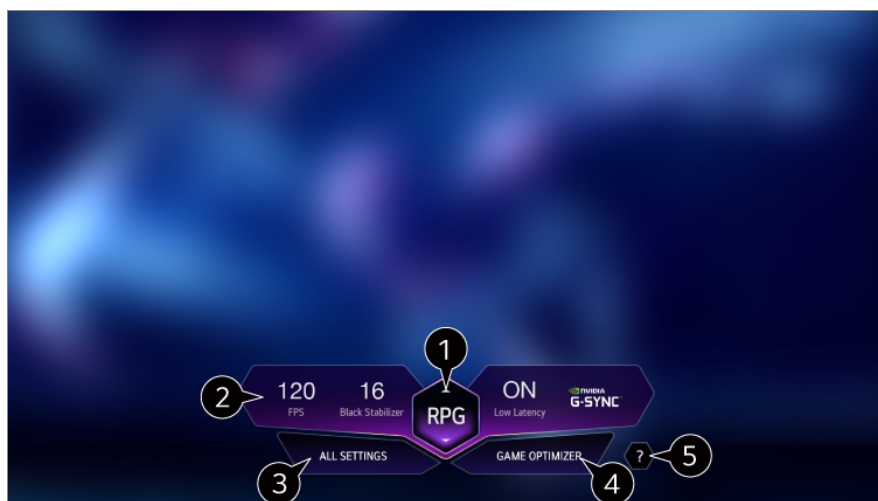 1
2
120 FPS
16 Black Stabilizer
RPG
ON Low Latency
NVIDIA G-SYNC
3
ALL SETTINGS
GAME OPTIMIZER
4
?
5